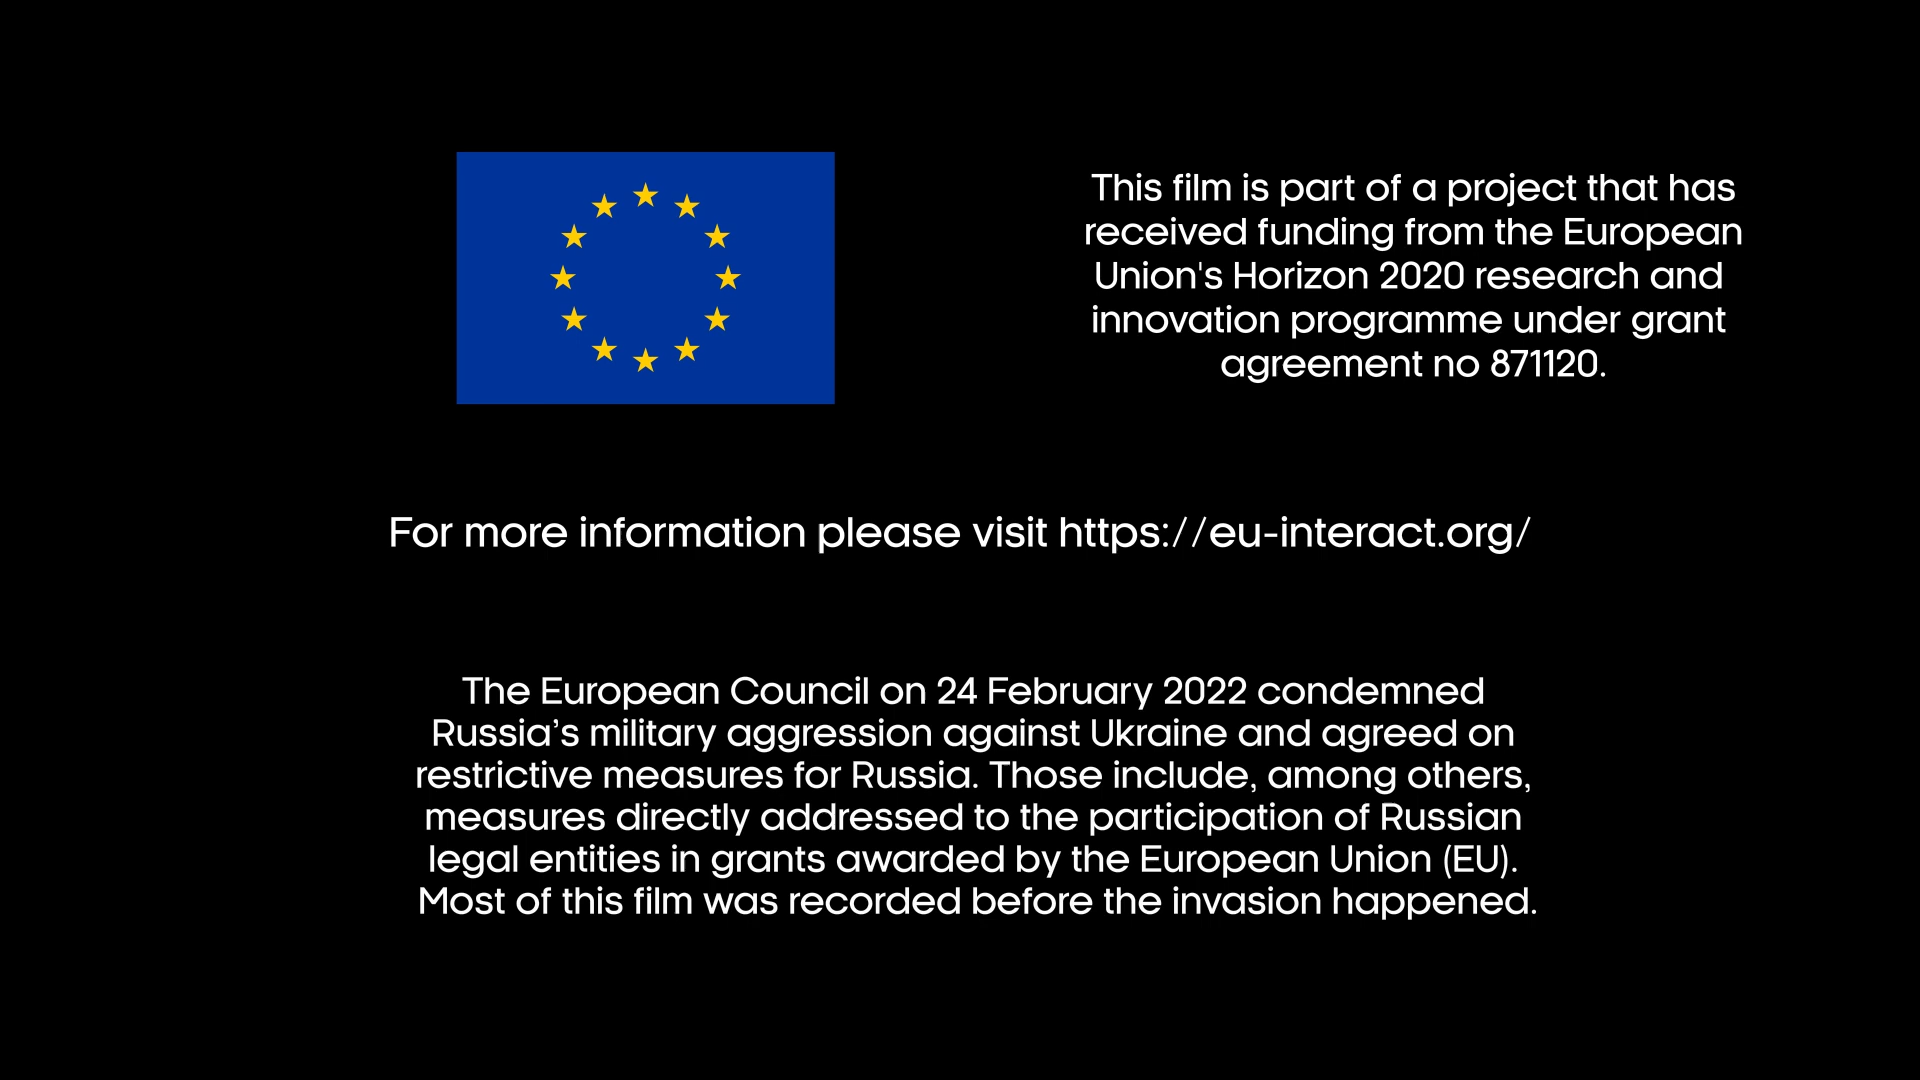 This film is part of a project that has
received funding from the European
Union's Horizon 2020 research and
innovation programme under grant
agreement no 871120.
For more information please visit https://eu-interact.org/
The European Council on 24 February 2022 condemned
Russia’s military aggression against Ukraine and agreed on
restrictive measures for Russia. Those include, among others,
measures directly addressed to the participation of Russian
legal entities in grants awarded by the European Union (EU).
Most of this film was recorded before the invasion happened.